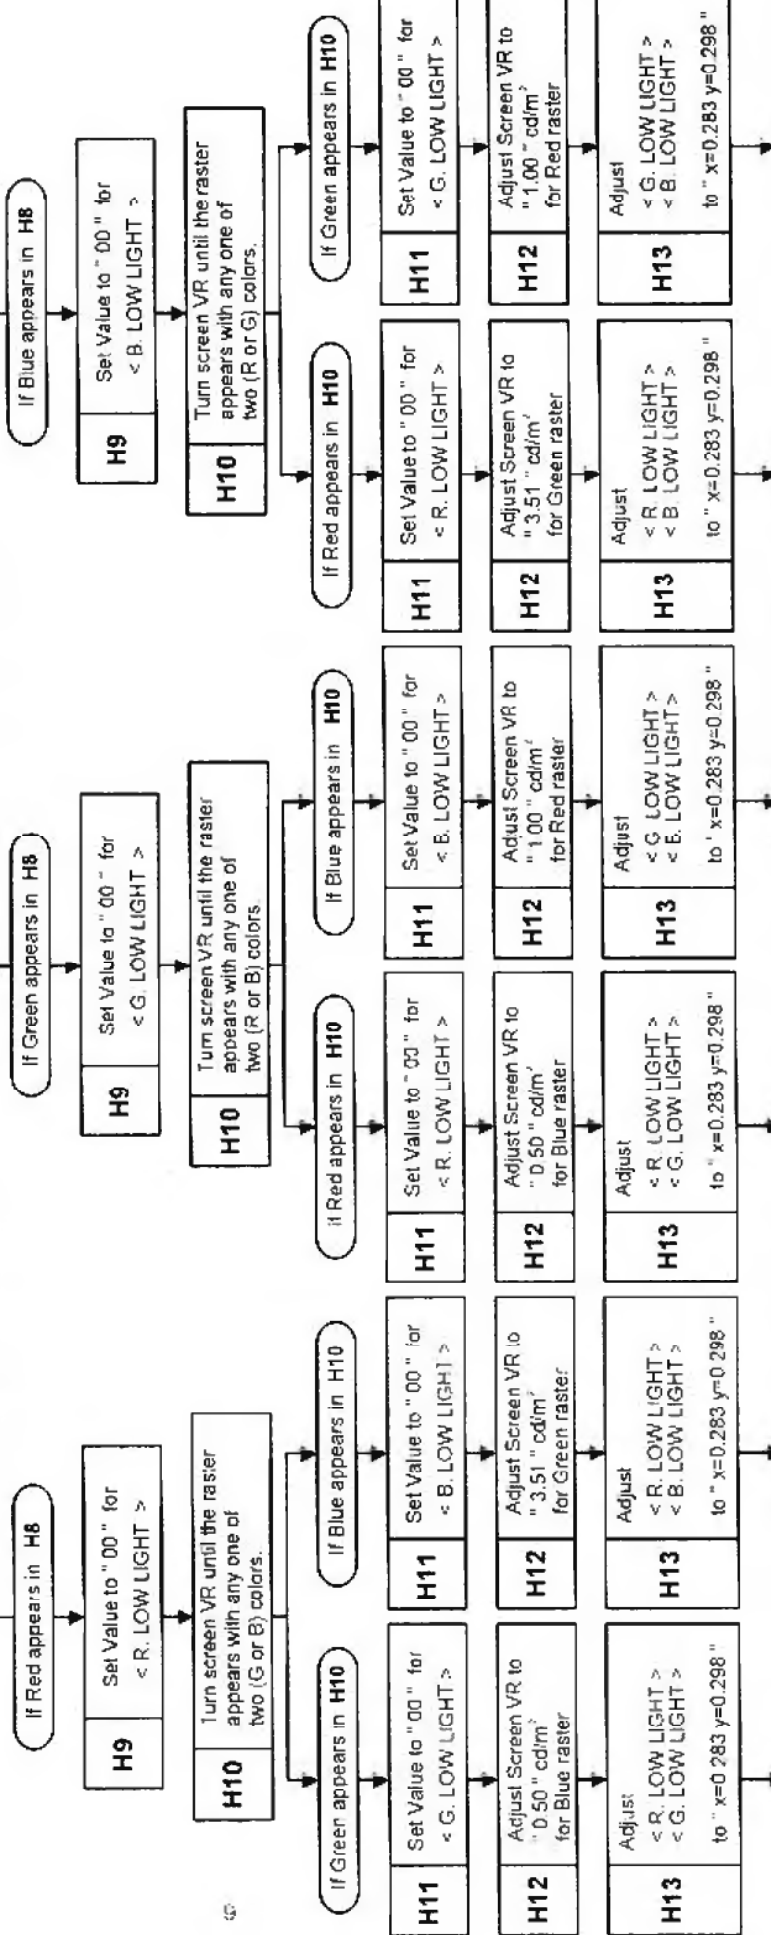 If Red appears in H8
H9
Set Value to " 00 " for
< R. LOW LIGHT >
H10
Turn screen VR until the raster
appears with any one of
two (G or B) colors.
If Green appears in H10
H11
Set Value to " 00 " for
< G. LOW LIGHT >
H12
Adjust Screen VR to
" 0.50 " cd/m²
for Blue raster
H13
Adjust
< R. LOW LIGHT >
< G. LOW LIGHT >
to " x=0 283 y=0.298 "
If Blue appears in H10
H11
Set Value to " 00 " for
< B. LOW LIGHT >
H12
Adjust Screen VR to
" 3.51 " cd/m²
for Green raster
H13
Adjust
< R. LOW LIGHT >
< B. LOW LIGHT >
to " x=0.283 y=0 298 "
If Green appears in H8
H9
Set Value to " 00 " for
< G. LOW LIGHT >
H10
Turn screen VR until the raster
appears with any one of
two (R or B) colors.
If Red appears in H10
H11
Set Value to " 00 " for
< R. LOW LIGHT >
H12
Adjust Screen VR to
" 0 50 " cd/m²
for Blue raster
H13
Adjust
< R. LOW LIGHT >
< G. LOW LIGHT >
to " x=0.283 y=0.298 "
If Blue appears in H10
H11
Set Value to " 00 " for
< B. LOW LIGHT >
H12
Adjust Screen VR to
" 1 00 " cd/m²
for Red raster
H13
Adjust
< G LOW LIGHT >
< B. LOW LIGHT >
to " x=0.283 y=0.298 "
If Blue appears in H8
H9
Set Value to " 00 " for
< B. LOW LIGHT >
H10
Turn screen VR until the raster
appears with any one of
two (R or G) colors.
If Red appears in H10
H11
Set Value to " 00 " for
< R. LOW LIGHT >
H12
Adjust Screen VR to
" 3.51 " cd/m²
for Green raster
H13
Adjust
< R. LOW LIGHT >
< B. LOW LIGHT >
to " x=0.283 y=0.298 "
If Green appears in H10
H11
Set Value to " 00 " for
< G. LOW LIGHT >
H12
Adjust Screen VR to
" 1.00 " cd/m²
for Red raster
H13
Adjust
< G. LOW LIGHT >
< B. LOW LIGHT >
to " x=0.283 y=0.298 "